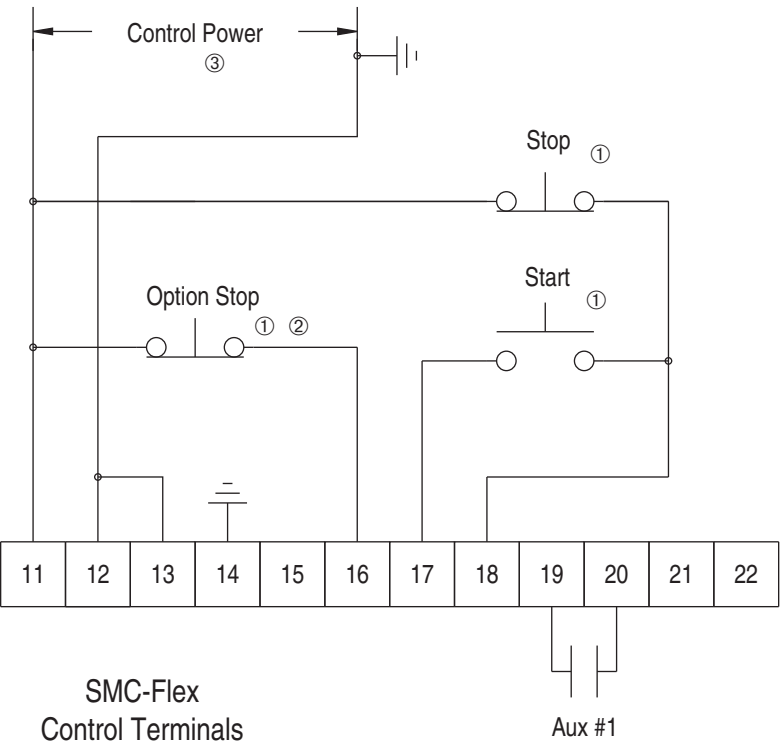 Control Power
③
Stop ①
Start ①
Option Stop ① ②
11 12 13 14 15 16 17 18 19 20 21 22
SMC-Flex
Control Terminals
Aux #1